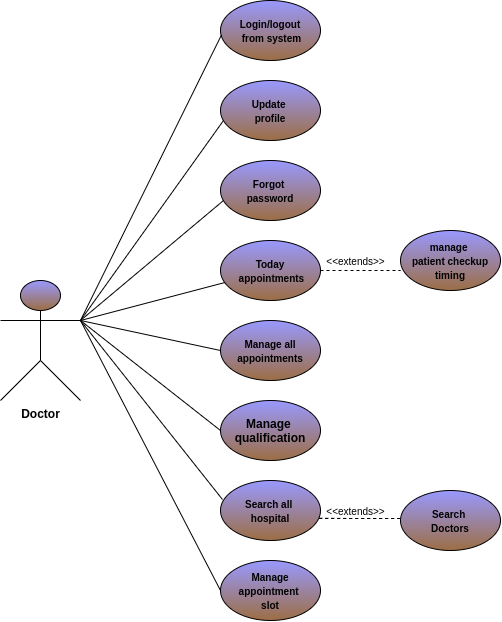 Login/logout
from system
Update
profile
Forgot
password
Today
appointments
<<extends>>
manage
patient checkup
timing
Manage all
appointments
Doctor
Manage
qualification
Search all
hospital
<<extends>>
Search
Doctors
Manage
appointment
slot